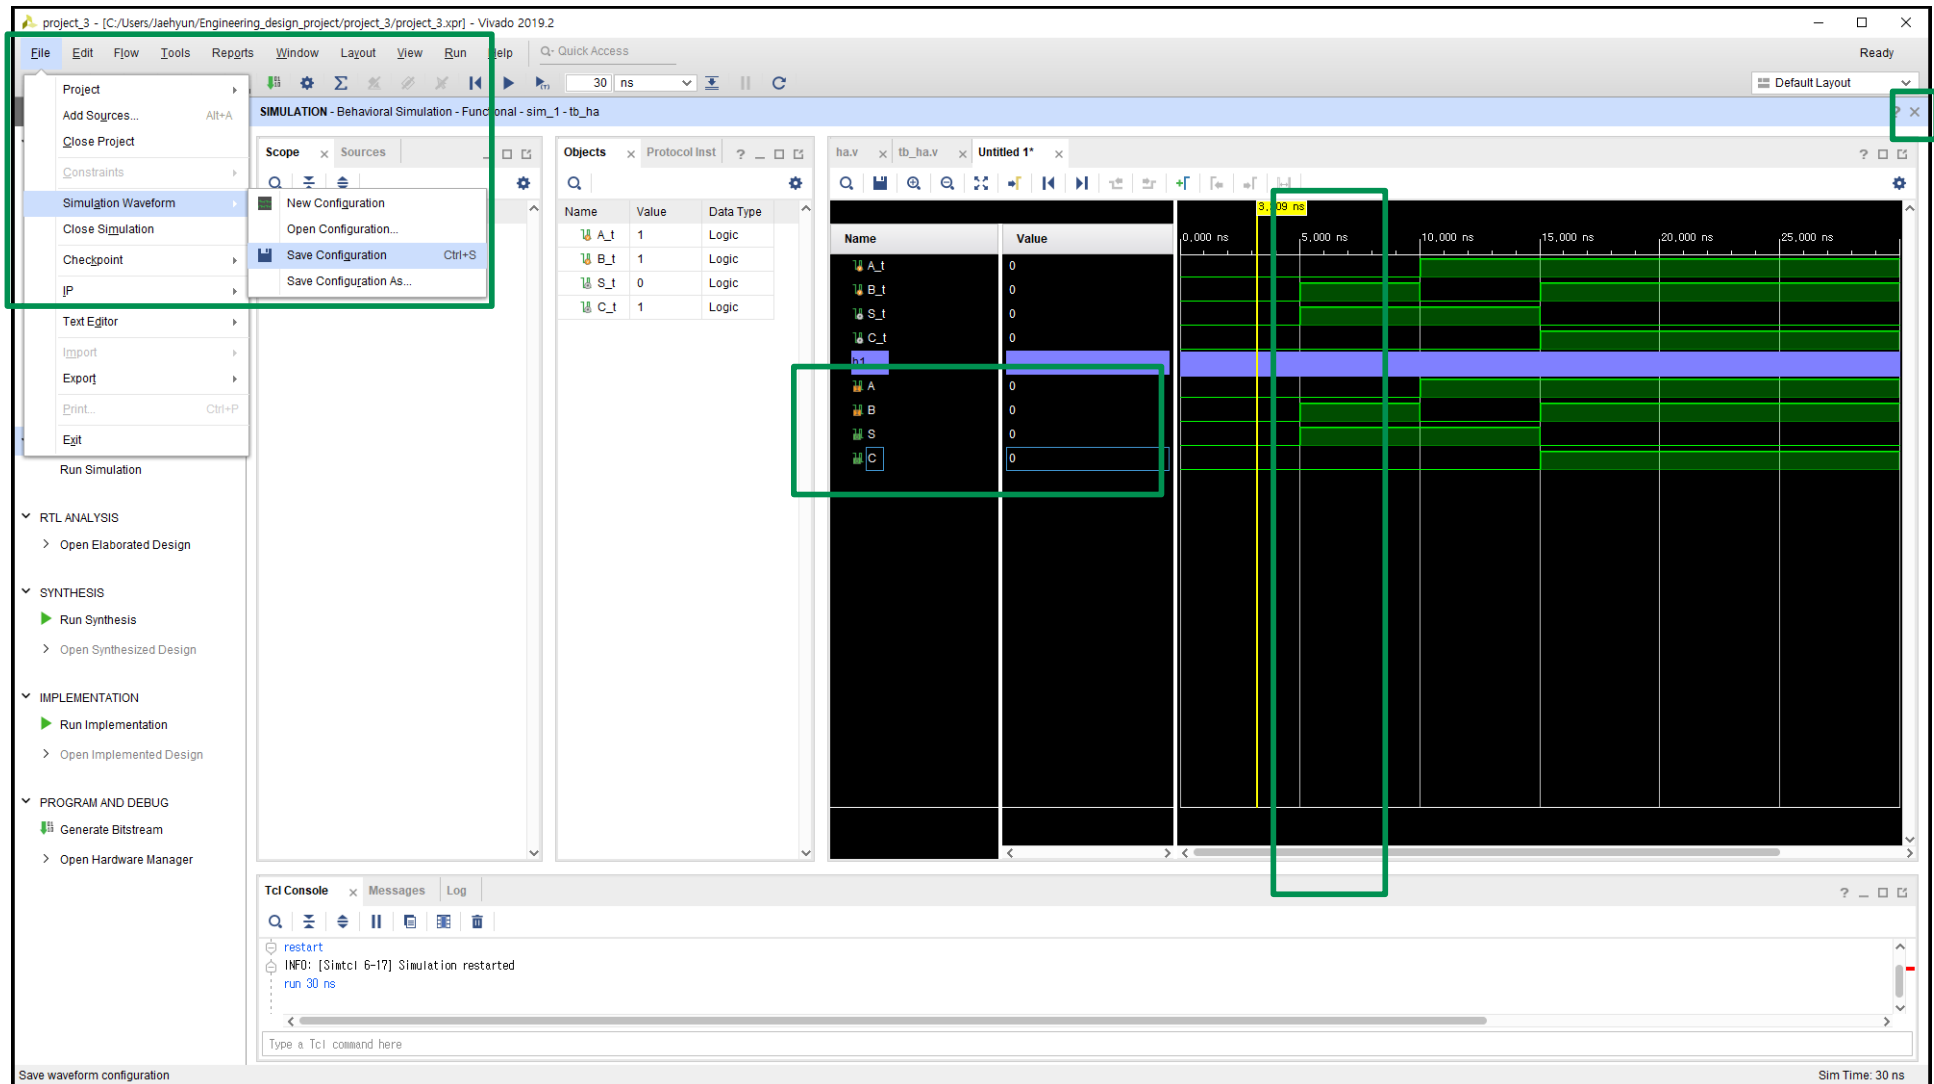 project_3 - [C:/Users/Jaehyun/Engineering_design_project/project_3/project_3.xpr] - Vivado 2019.2
File Edit Flow Tools Reports Window Layout View Run Help Quick Access
Ready
30 ns
Default Layout
SIMULATION - Behavioral Simulation - Functional - sim_1 - tb_ha
Project
Add Sources... Alt+A
Close Project
Constraints
Simulation Waveform
Close Simulation
Checkpoint
IP
Text Editor
Import
Export
Print... Ctrl+P
Exit
New Configuration
Open Configuration...
Save Configuration Ctrl+S
Save Configuration As...
Run Simulation
RTL ANALYSIS
Open Elaborated Design
SYNTHESIS
Run Synthesis
Open Synthesized Design
IMPLEMENTATION
Run Implementation
Open Implemented Design
PROGRAM AND DEBUG
Generate Bitstream
Open Hardware Manager
Scope Sources
Objects Protocol Inst
Name Value Data Type
A_t 1 Logic
B_t 1 Logic
S_t 0 Logic
C_t 1 Logic
ha.v tb_ha.v Untitled 1*
Name Value
A_t 0
B_t 0
S_t 0
C_t 0
h1
A 0
B 0
S 0
C 0
ns
0,000 ns 5,000 ns 10,000 ns 15,000 ns 20,000 ns 25,000 ns
Tcl Console Messages Log
restart
INFO: [Simtcl 6-17] Simulation restarted
run 30 ns
Type a Tcl command here
Save waveform configuration
Sim Time: 30 ns